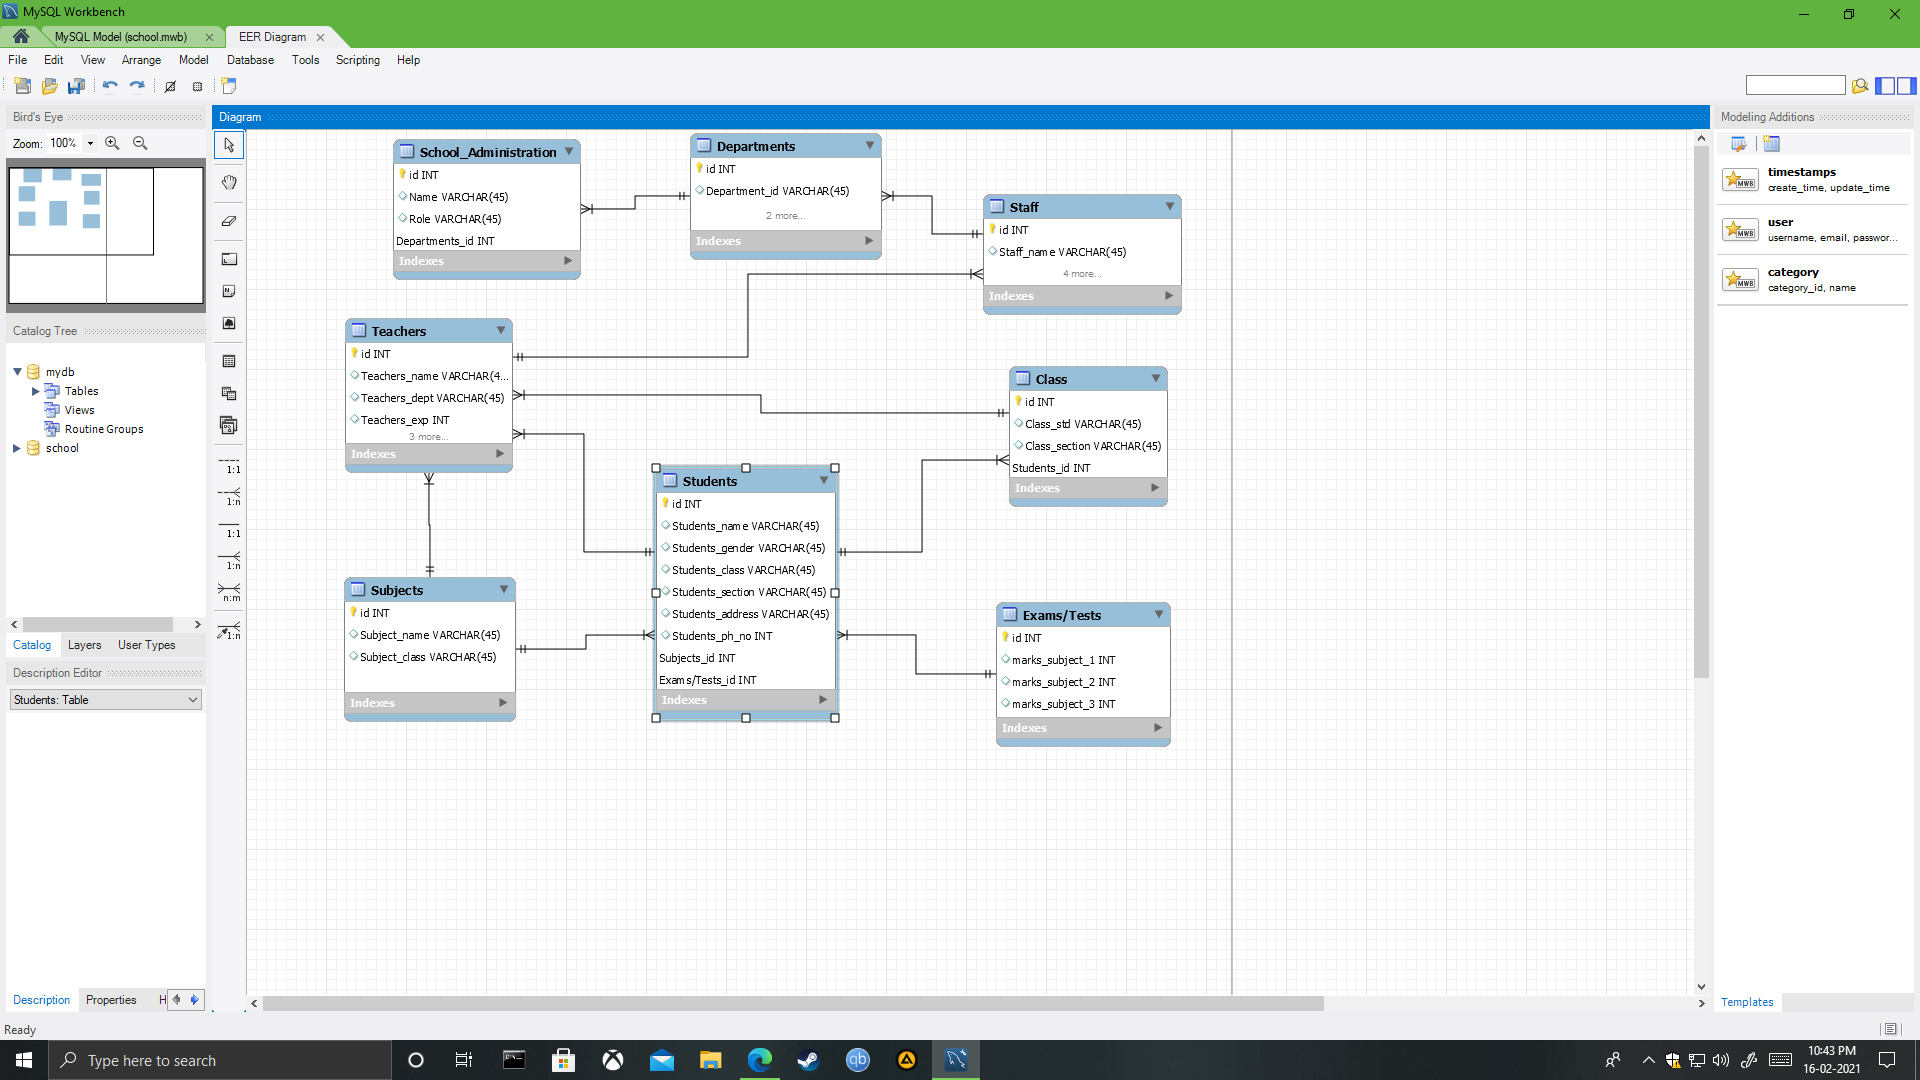 MySQL Workbench
MySQL Model (school.mwb)
EER Diagram
File Edit View Arrange Model Database Tools Scripting Help
Bird's Eye
Zoom: 100%
Catalog Tree
mydb
Tables
Views
Routine Groups
school
Catalog Layers User Types
Description Editor
Students: Table
Description Properties H
Ready
Diagram
1:1
1:n
1:1
1:n
n:m
1:n
School_Administration
id INT
Name VARCHAR(45)
Role VARCHAR(45)
Departments_id INT
Indexes
Departments
id INT
Department_id VARCHAR(45)
2 more...
Indexes
Staff
id INT
Staff_name VARCHAR(45)
4 more...
Indexes
Teachers
id INT
Teachers_name VARCHAR(4...
Teachers_dept VARCHAR(45)
Teachers_exp INT
3 more...
Indexes
Class
id INT
Class_std VARCHAR(45)
Class_section VARCHAR(45)
Students_id INT
Indexes
Students
id INT
Students_name VARCHAR(45)
Students_gender VARCHAR(45)
Students_class VARCHAR(45)
Students_section VARCHAR(45)
Students_address VARCHAR(45)
Students_ph_no INT
Subjects_id INT
Exams/Tests_id INT
Indexes
Subjects
id INT
Subject_name VARCHAR(45)
Subject_class VARCHAR(45)
Indexes
Exams/Tests
id INT
marks_subject_1 INT
marks_subject_2 INT
marks_subject_3 INT
Indexes
Modeling Additions
MWB
timestamps
create_time, update_time
MWB
user
username, email, passwor...
MWB
category
category_id, name
Templates
Type here to search
qb
10:43 PM
16-02-2021